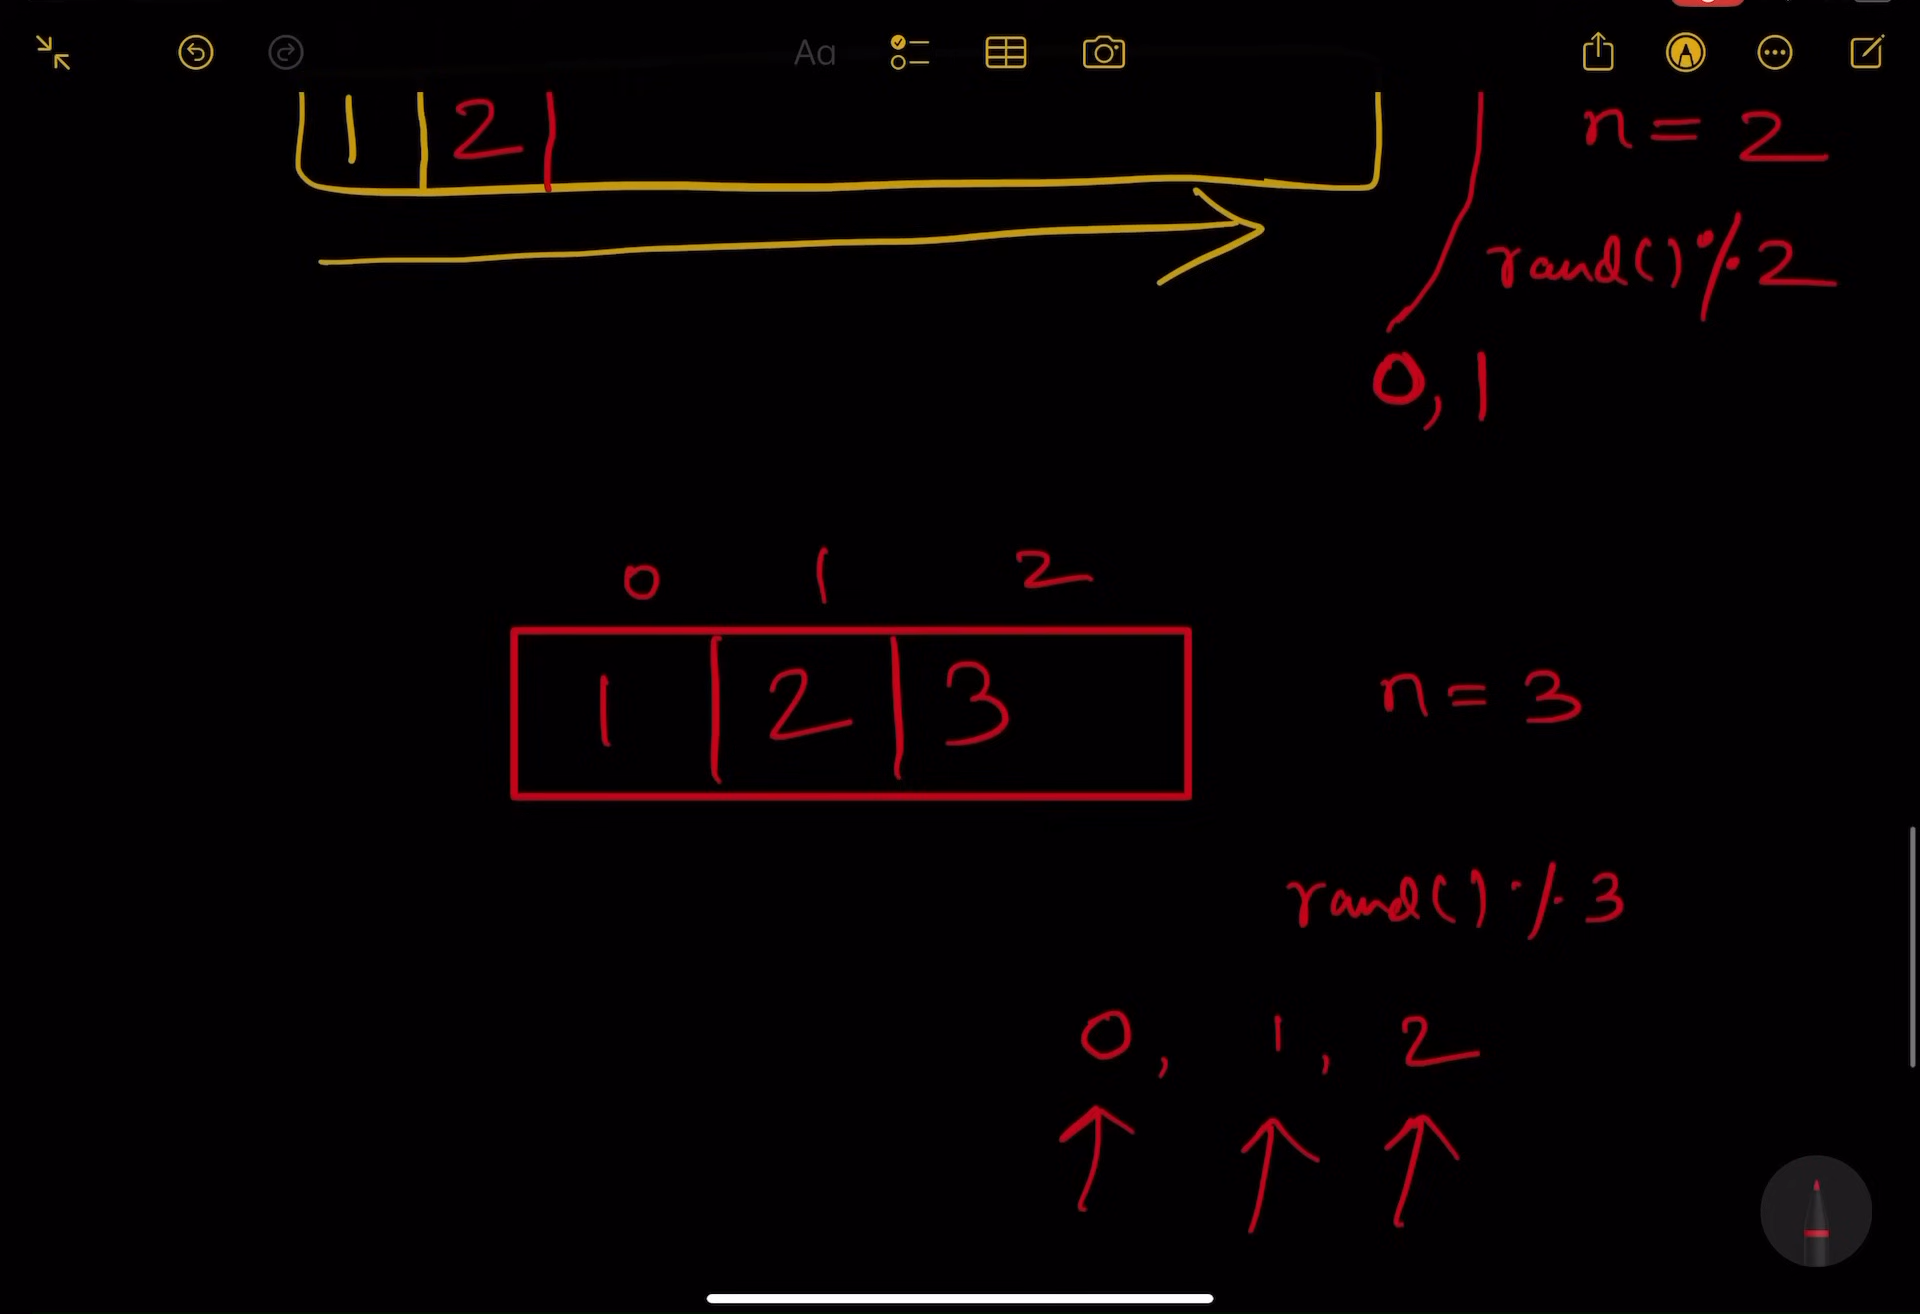 Aa
1 2
n = 2
rand() % 2
0, 1
0 1 2
1 2 3
n = 3
rand() % 3
0, 1, 2